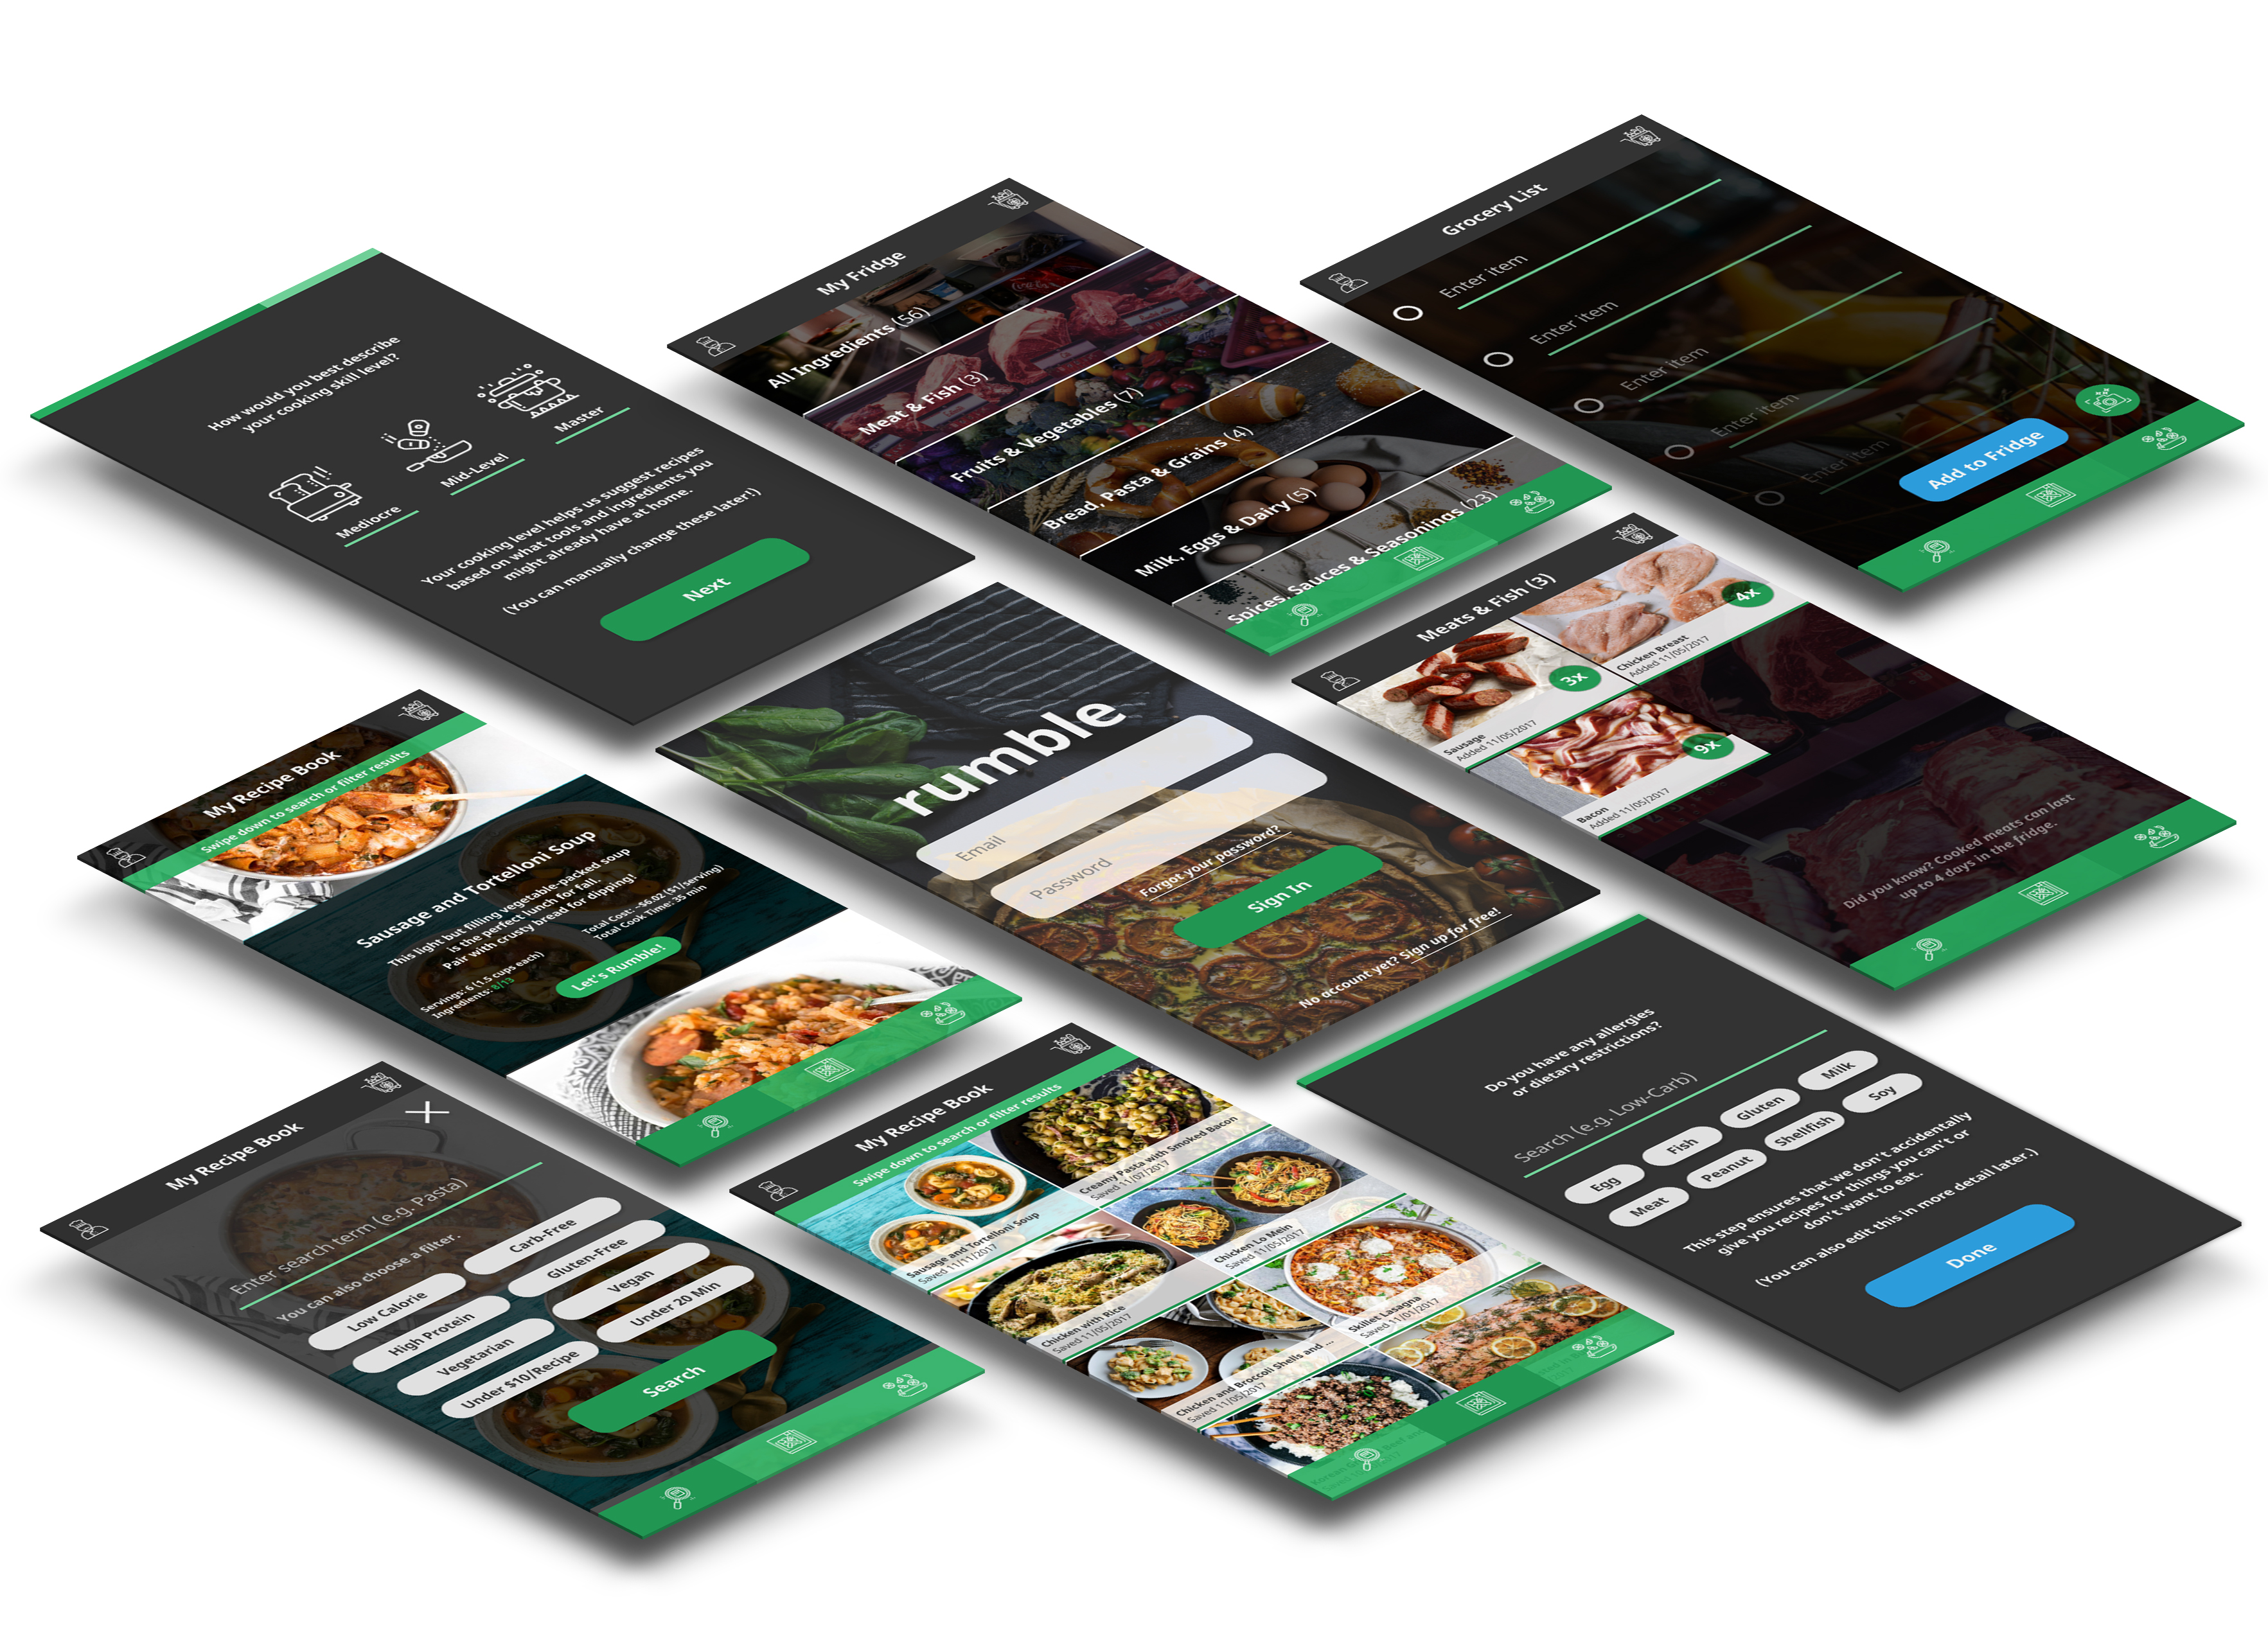 How would you best describe
your cooking skill level?
Mediocre
Mid-Level
Master
Your cooking level helps us suggest recipes
based on what tools and ingredients you
might already have at home.
(You can manually change these later!)
Next
My Fridge
All Ingredients (56)
Meat & Fish (3)
Fruits & Vegetables (7)
Bread, Pasta & Grains (4)
Milk, Eggs & Dairy (5)
Spices, Sauces & Seasonings (23)
Grocery List
Enter item
Enter item
Enter item
Enter item
Enter item
Add to Fridge
My Recipe Book
Swipe down to search or filter results
Sausage and Tortelloni Soup
This light but filling vegetable-packed soup
is the perfect lunch for fall.
Pair with crusty bread for dipping!
Servings: 6 (1.5 cups each)
Ingredients: 8/13
Total Cost: ~$6.02 ($1/serving)
Total Cook Time: 35 min
Let's Rumble!
rumble
Email
Password
Forgot your password?
Sign In
No account yet? Sign up for free!
Meats & Fish (3)
Sausage
Added 11/05/2017
3x
Chicken Breast
Added 11/05/2017
4x
Bacon
Added 11/05/2017
9x
Did you know? Cooked meats can last
up to 4 days in the fridge.
My Recipe Book
Enter search term (e.g. Pasta)
You can also choose a filter.
Low Calorie
Carb-Free
High Protein
Gluten-Free
Vegetarian
Vegan
Under $10/Recipe
Under 20 Min
Search
My Recipe Book
Swipe down to search or filter results
Sausage and Tortelloni Soup
Saved 11/11/2017
Creamy Pasta with Smoked Bacon
Saved 11/07/2017
Chicken with Rice
Saved 11/05/2017
Chicken Lo Mein
Saved 11/05/2017
Chicken and Broccoli Shells and ...
Saved 11/05/2017
Skillet Lasagna
Saved 11/01/2017
Do you have any allergies
or dietary restrictions?
Search (e.g. Low-Carb)
Egg
Fish
Gluten
Milk
Meat
Peanut
Shellfish
Soy
This step ensures that we don't accidentally
give you recipes for things you can't or
don't want to eat.
(You can also edit this in more detail later.)
Done